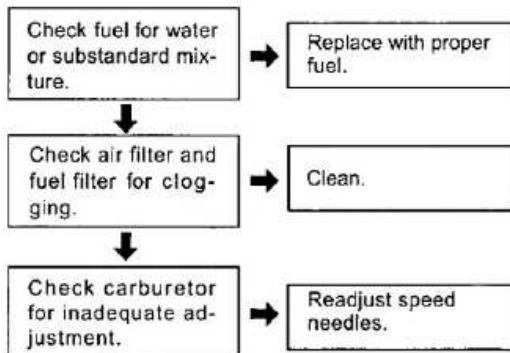 Check fuel for water
or substandard mix-
ture.
Replace with proper
fuel.
Check air filter and
fuel filter for clog-
ging.
Clean.
Check carburetor
for inadequate ad-
justment.
Readjust speed
needles.